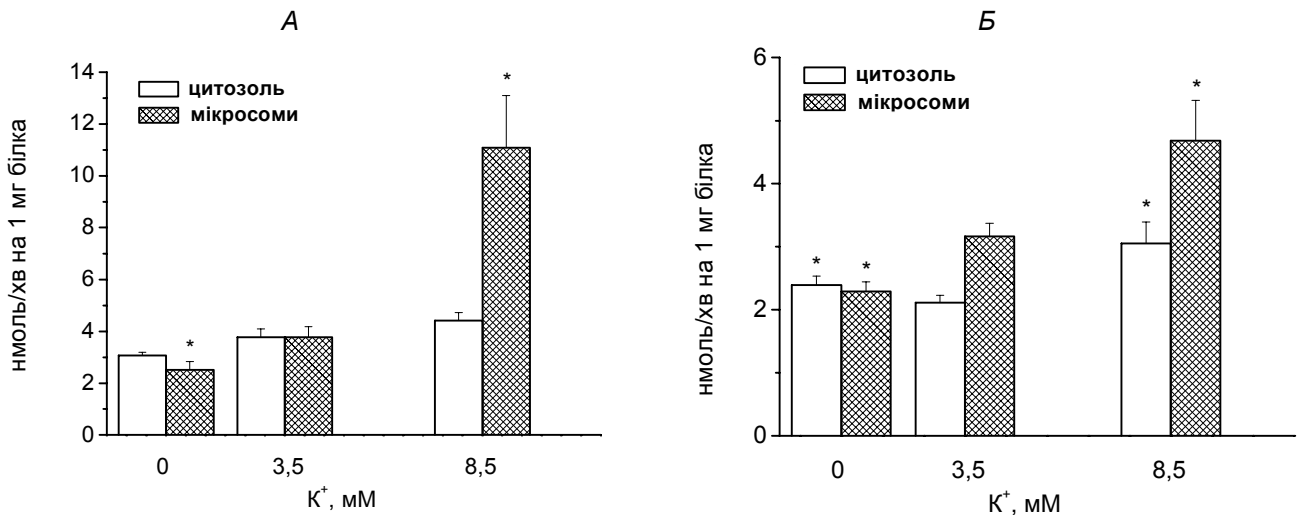 А
нмоль/хв на 1 мг білка
14
12
10
8
6
4
2
0
цитозоль
мікросоми
*
*
0
3,5
8,5
K+, мМ
Б
нмоль/хв на 1 мг білка
6
4
2
0
цитозоль
мікросоми
*
*
*
*
0
3,5
8,5
K+, мМ